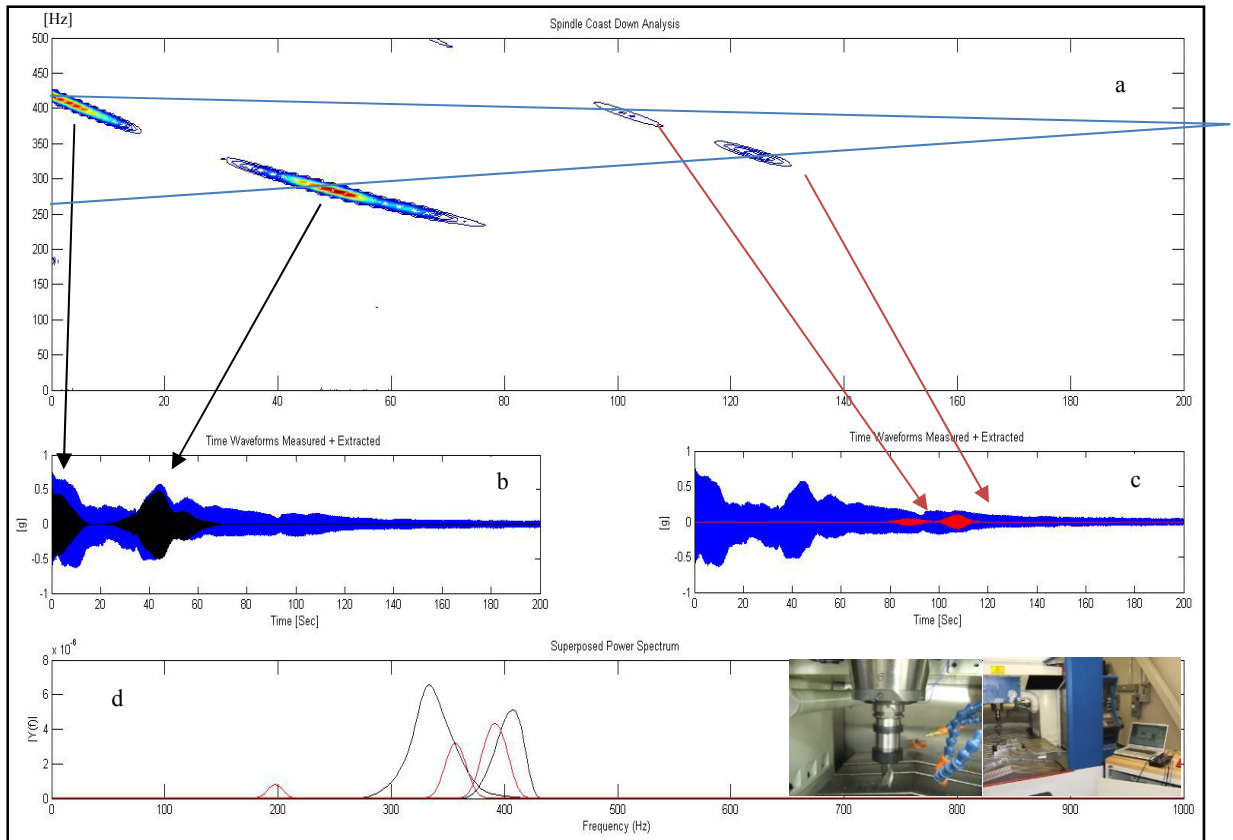 [Hz]
Spindle Coast Down Analysis
500
450
400
350
300
250
200
150
100
50
0
a
0 20 40 60 80 100 120 140 160 180 200
Time Waveforms Measured + Extracted
1
0.5
0
-0.5
-1
[g]
b
0 20 40 60 80 100 120 140 160 180 200
Time [Sec]
Time Waveforms Measured + Extracted
1
0.5
0
-0.5
-1
[g]
c
0 20 40 60 80 100 120 140 160 180 200
Time [Sec]
x 10⁻⁶
Superposed Power Spectrum
8
6
4
2
0
|Y(f)|
d
0 100 200 300 400 500 600 700 800 900 1000
Frequency (Hz)